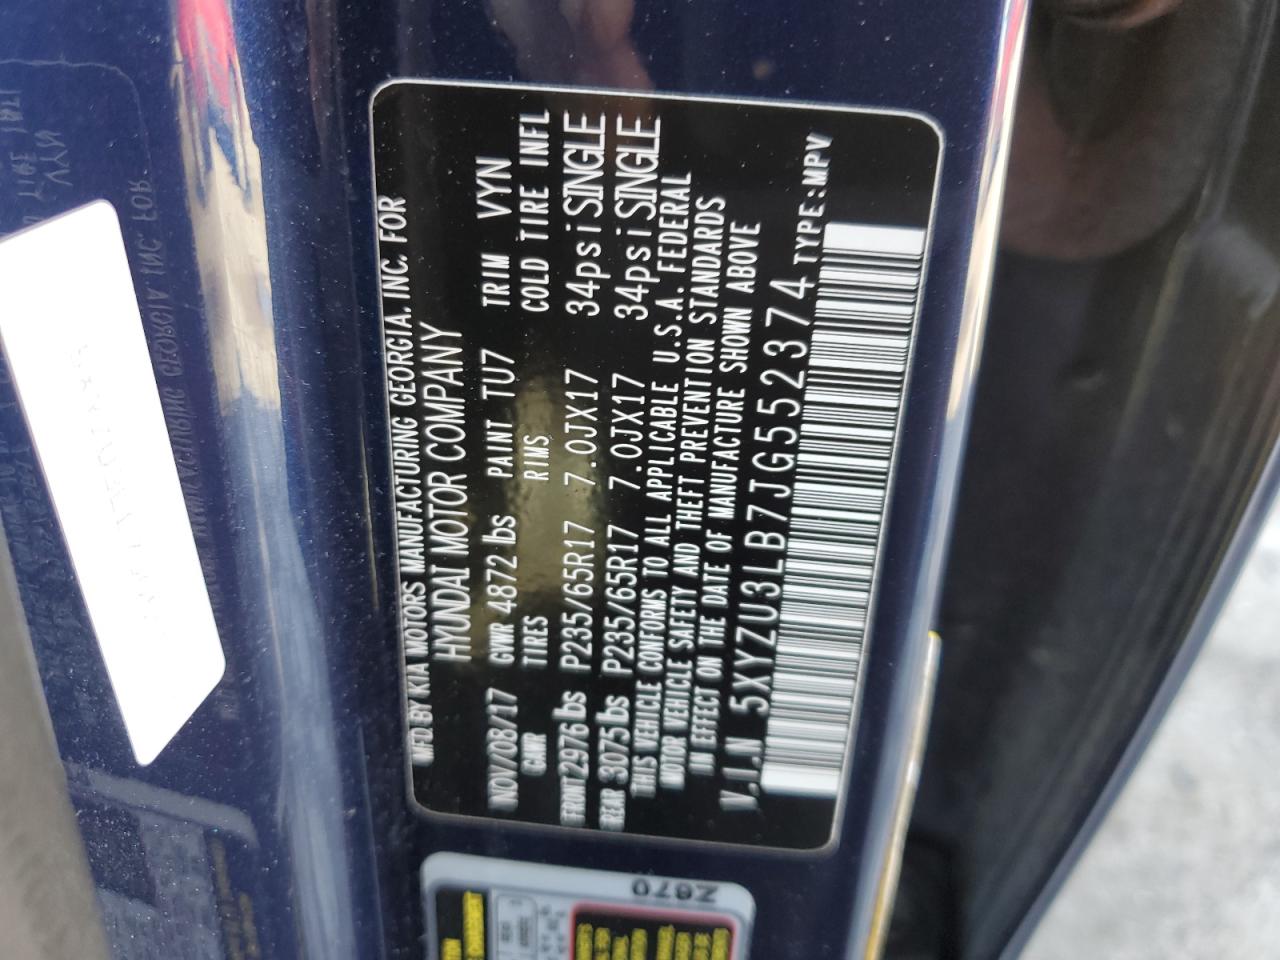 MFD BY KIA MOTORS MANUFACTURING GEORGIA. INC. FOR
HYUNDAI MOTOR COMPANY
NOV/08/17 GVWR 4872 lbs PAINT TU7 TRIM VYN
GAWR TIRES RIMS COLD TIRE INFL
FRONT 2976 lbs P235/65R17 7.0JX17 34psi SINGLE
REAR 3075 lbs P235/65R17 7.0JX17 34psi SINGLE
THIS VEHICLE CONFORMS TO ALL APPLICABLE U.S.A. FEDERAL
MOTOR VEHICLE SAFETY AND THEFT PREVENTION STANDARDS
IN EFFECT ON THE DATE OF MANUFACTURE SHOWN ABOVE
V.I.N 5XYZU3LB7JG552374 TYPE:MPV
Z670